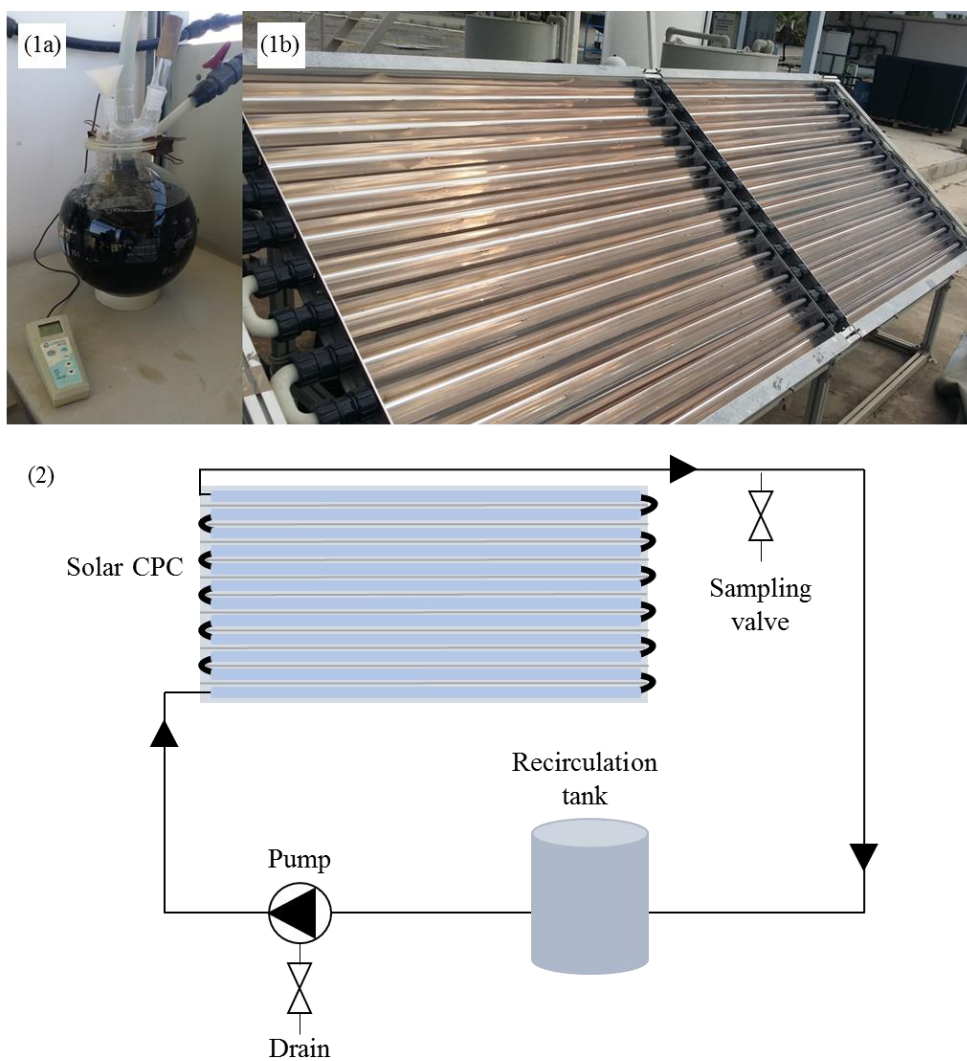 (1a)
(1b)
(2)
Solar CPC
Sampling
valve
Recirculation
tank
Pump
Drain